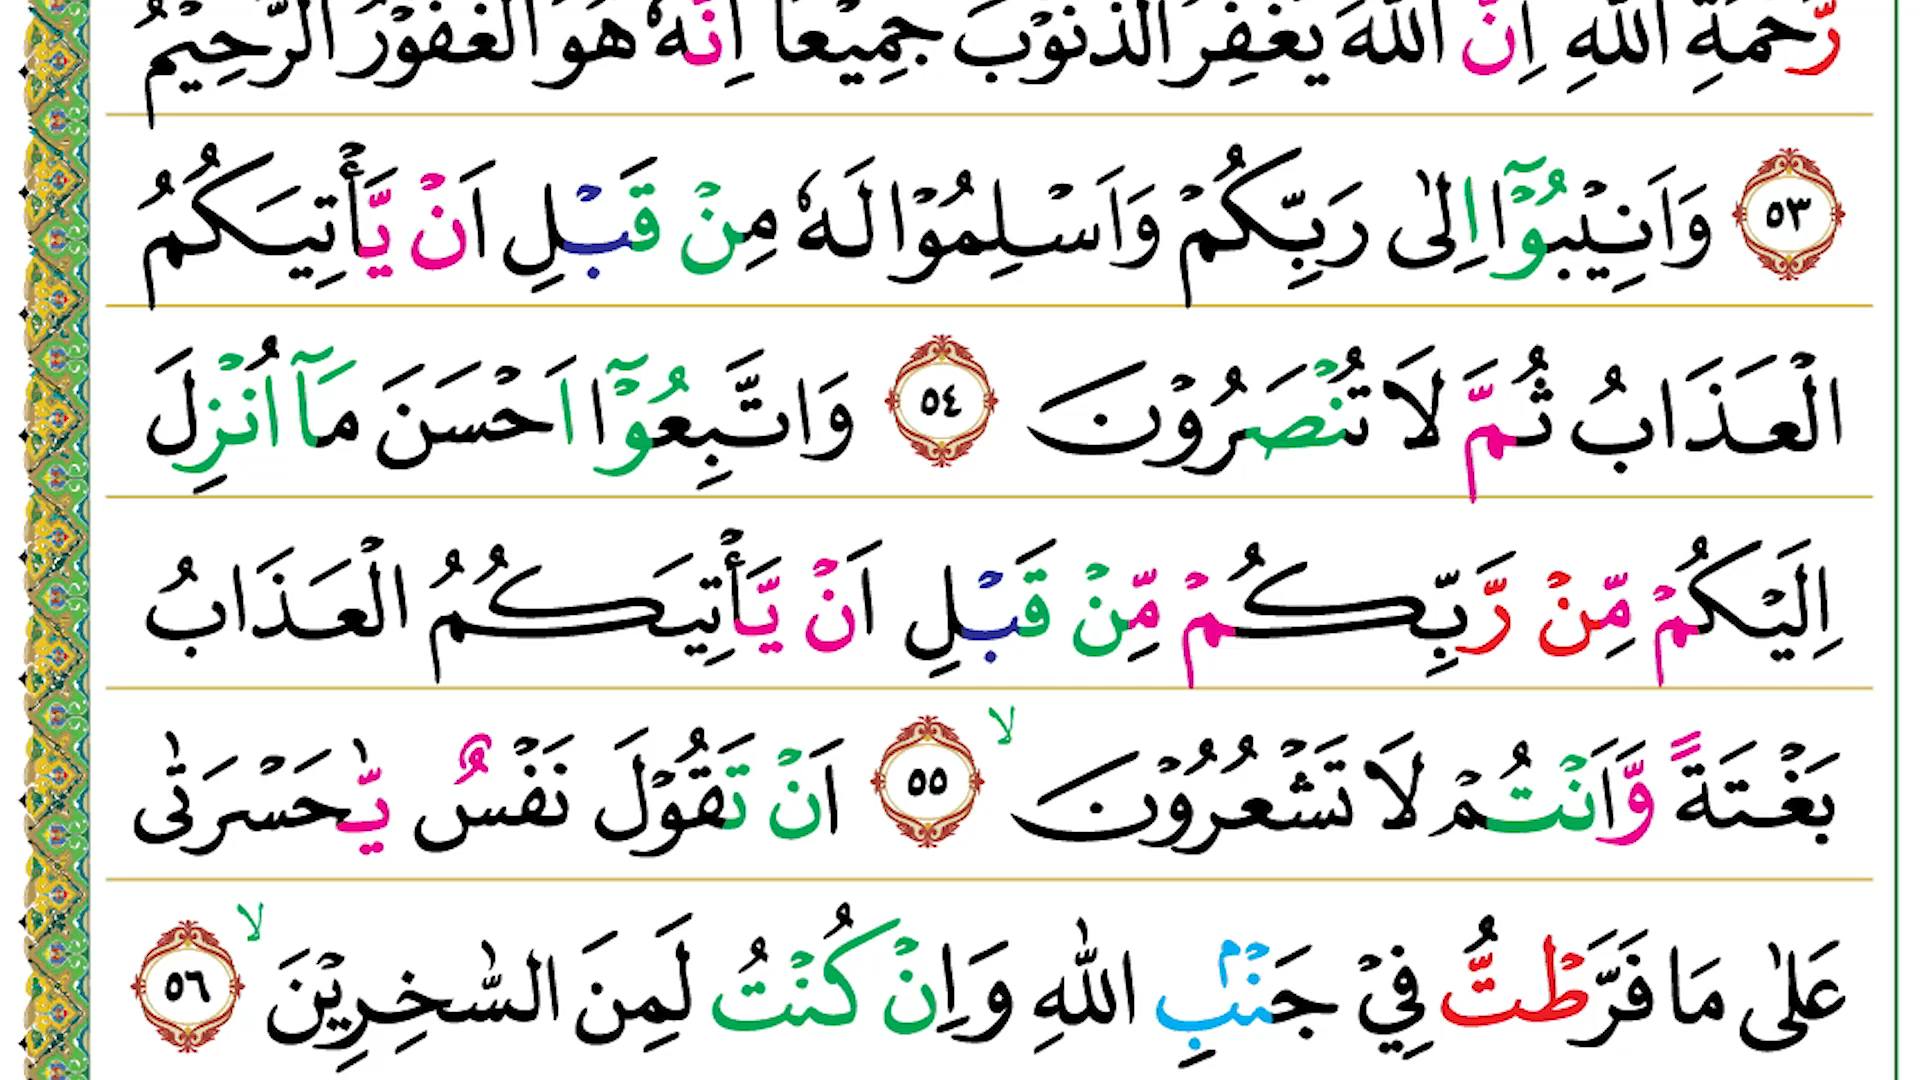 رَّحْمَةِ اللّٰهِ اِنَّ اللّٰهَ يَغْفِرُ الذُّنُوْبَ جَمِيْعًا اِنَّهٗ هُوَ الْغَفُوْرُ الرَّحِيْمُ
٥٣ وَاَنِيْبُوْٓا اِلٰى رَبِّكُمْ وَاَسْلِمُوْا لَهٗ مِنْ قَبْلِ اَنْ يَّأْتِيَكُمُ
الْعَذَابُ ثُمَّ لَا تُنْصَرُوْنَ ٥٤ وَاتَّبِعُوْٓا اَحْسَنَ مَآ اُنْزِلَ
اِلَيْكُمْ مِّنْ رَّبِّكُمْ مِّنْ قَبْلِ اَنْ يَّأْتِيَكُمُ الْعَذَابُ
بَغْتَةً وَّاَنْتُمْ لَا تَشْعُرُوْنَ ۙ ٥٥ اَنْ تَقُوْلَ نَفْسٌ يّٰحَسْرَتٰى
عَلٰى مَا فَرَّطْتُّ فِيْ جَنْۢبِ اللّٰهِ وَاِنْ كُنْتُ لَمِنَ السّٰخِرِيْنَ ۙ ٥٦